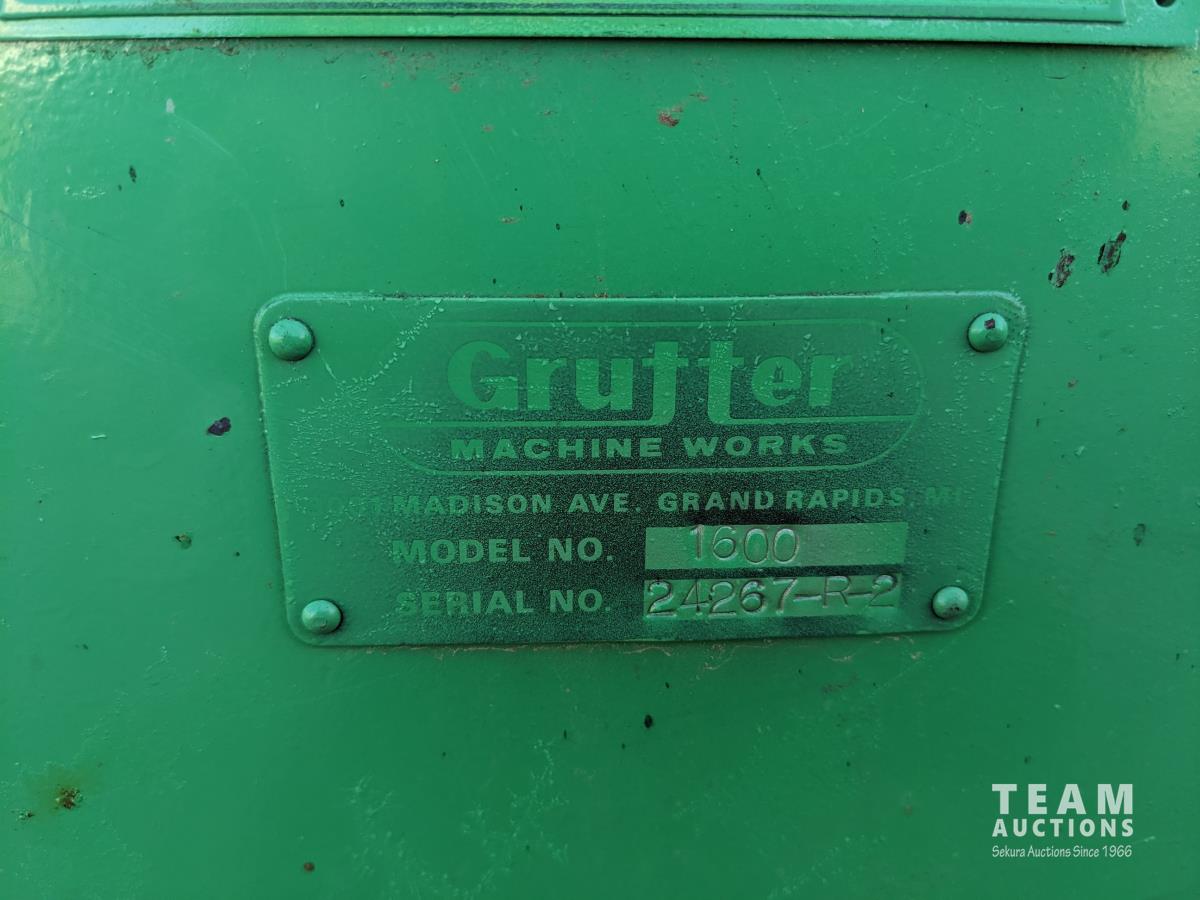 Grutter
MACHINE WORKS
MADISON AVE. GRAND RAPIDS, MI
MODEL NO. 1600
SERIAL NO. 24267-R-2
TEAM
AUCTIONS
Sekura Auctions Since 1966